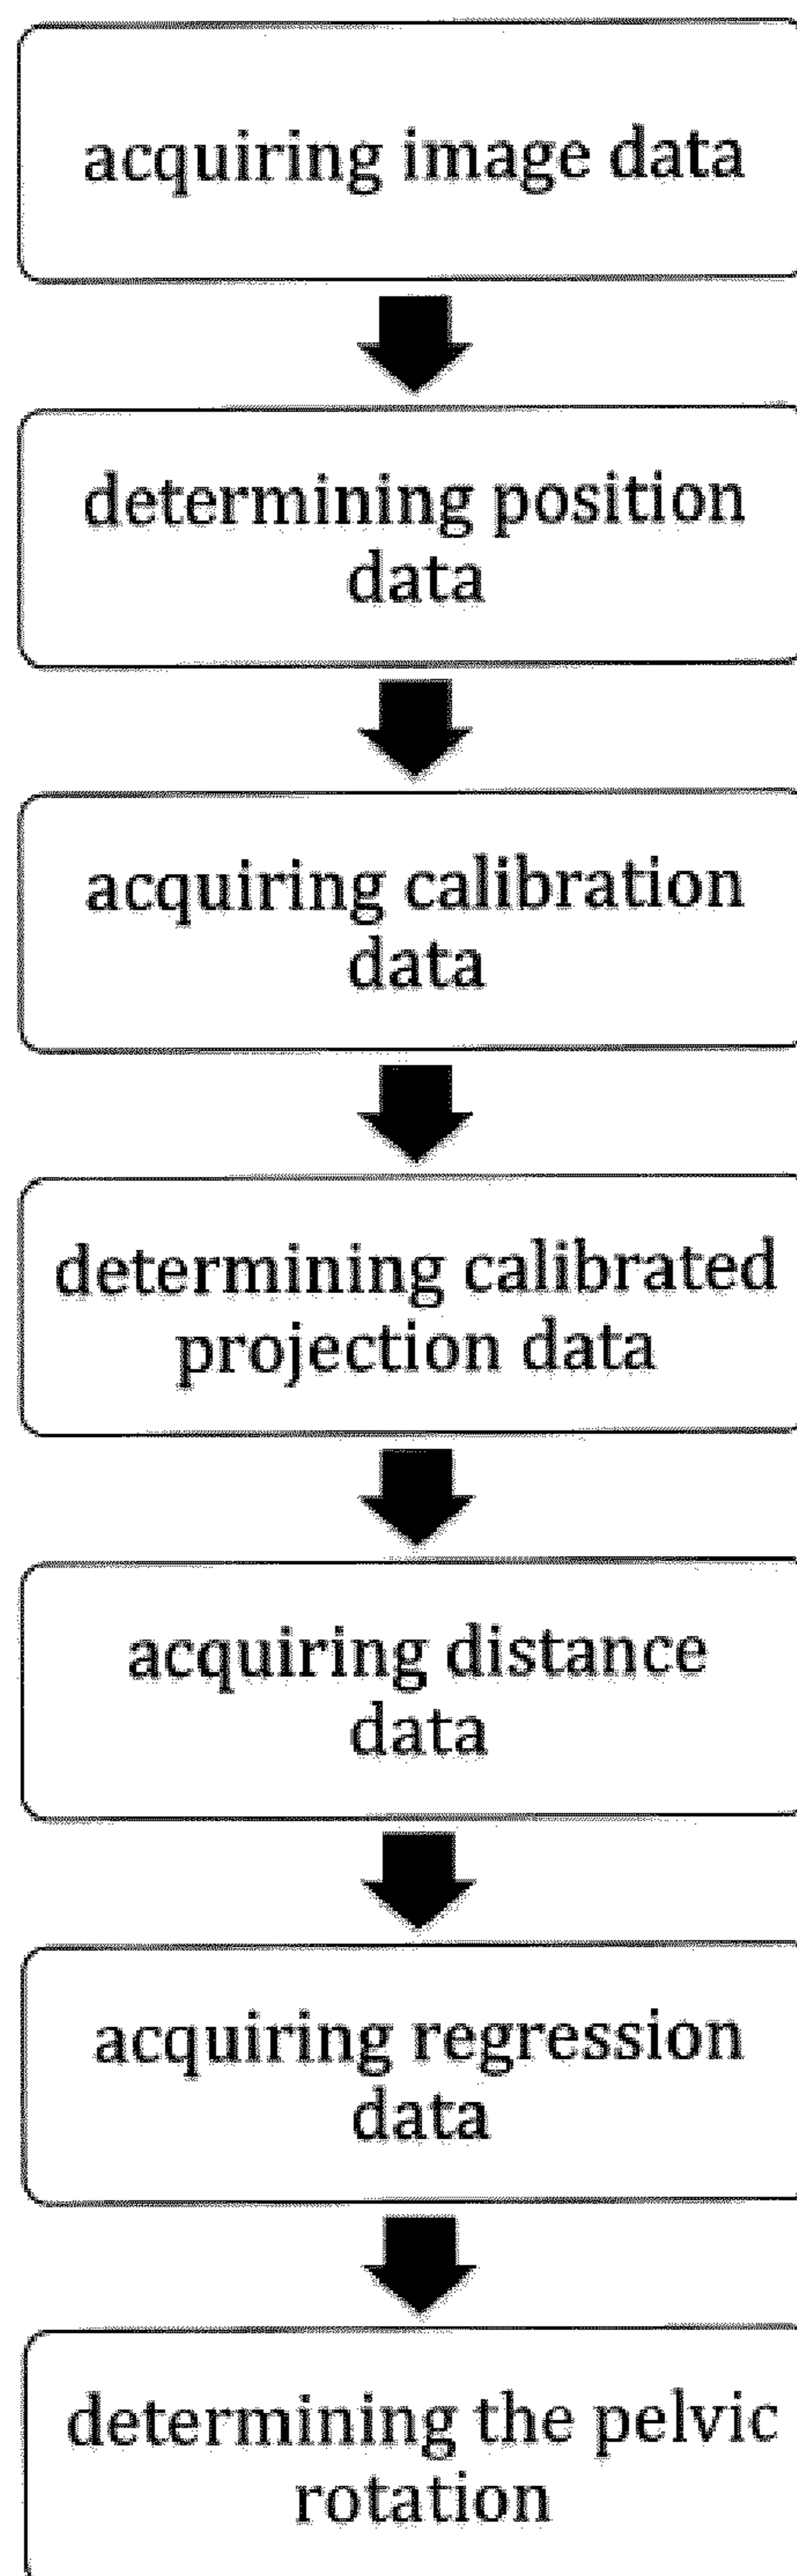 acquiring image data
determining position
data
acquiring calibration
data
determining calibrated
projection data
acquiring distance
data
acquiring regression
data
determining the pelvic
rotation